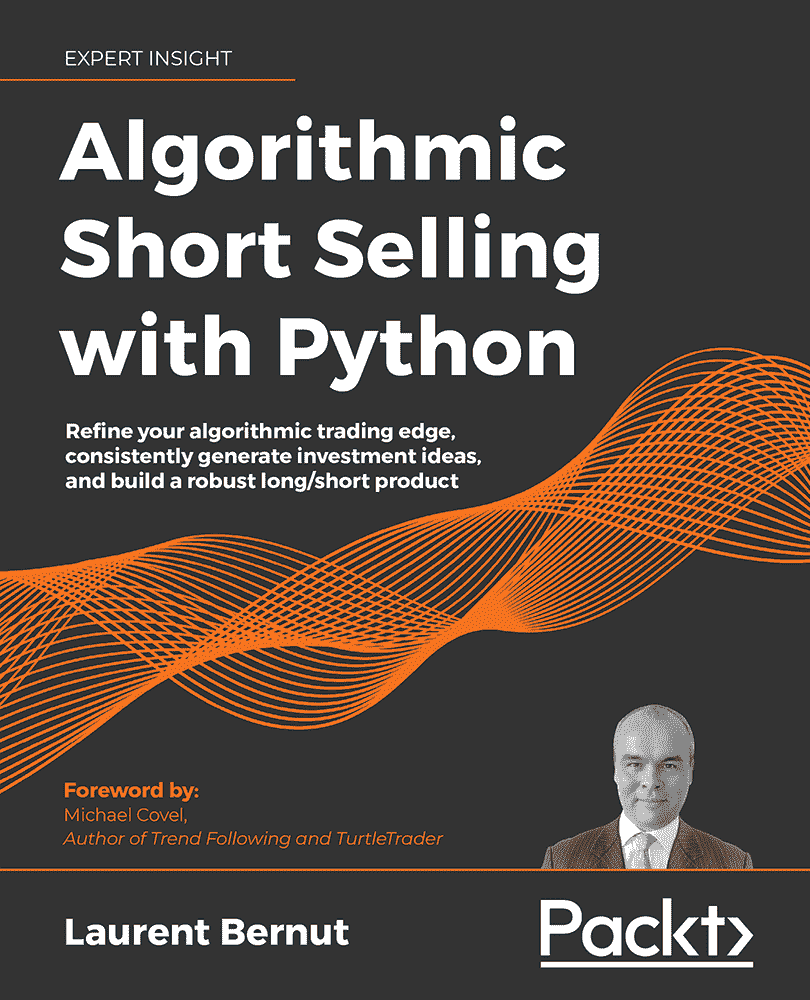 EXPERT INSIGHT
Algorithmic
Short Selling
with Python
Refine your algorithmic trading edge,
consistently generate investment ideas,
and build a robust long/short product
Foreword by:
Michael Covel,
Author of Trend Following and TurtleTrader
Laurent Bernut
Packt>